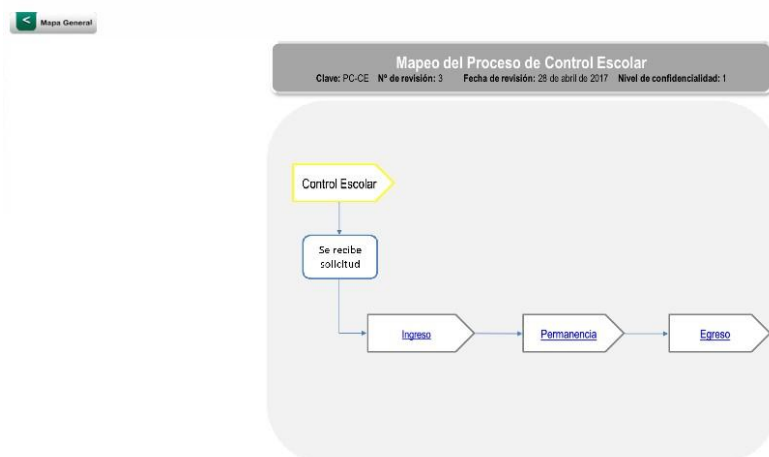 < Mapa General
Mapeo del Proceso de Control Escolar
Clave: PC-CE Nº de revisión: 3 Fecha de revisión: 28 de abril de 2017 Nivel de confidencialidad: 1
Control Escolar
Se recibe
solicitud
Ingreso Permanencia Egreso